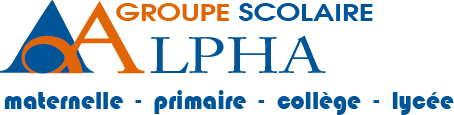 GROUPE SCOLAIRE
ALPHA
maternelle - primaire - collège - lycée